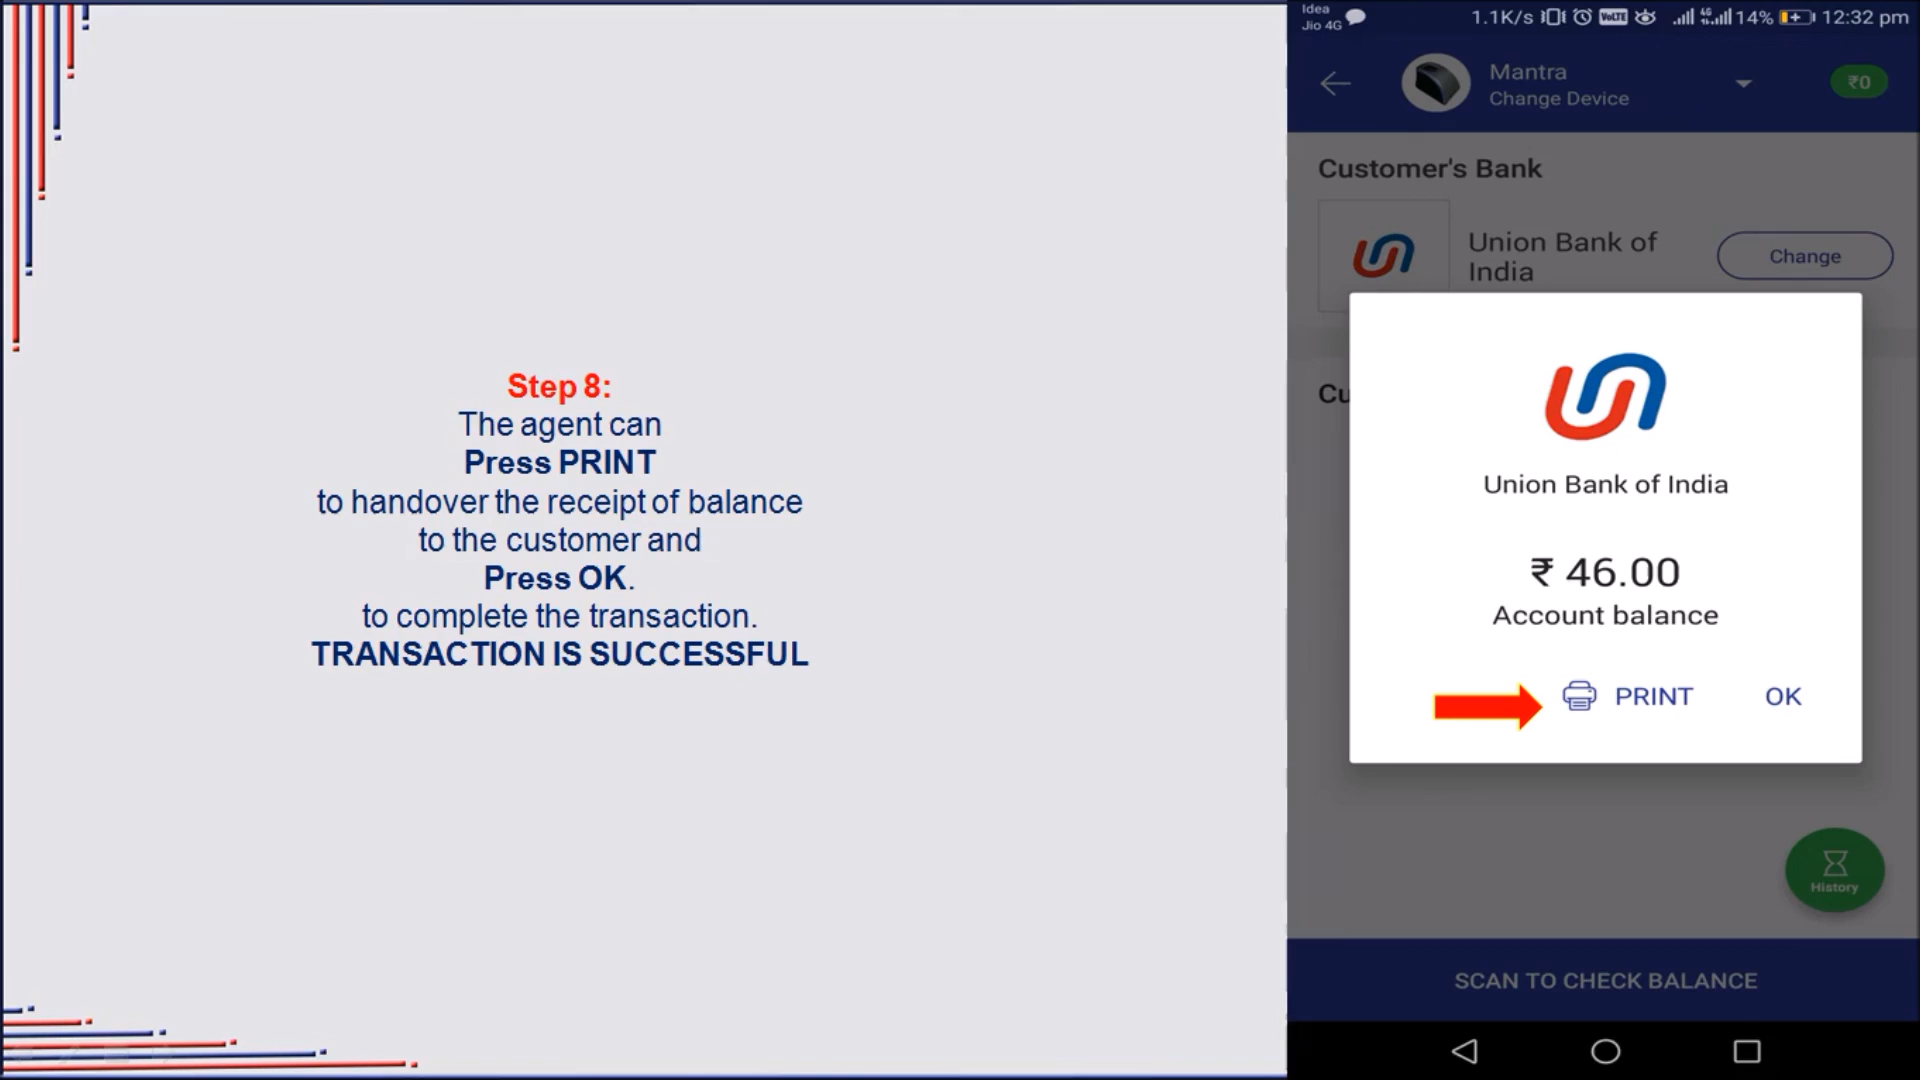 Step 8:
The agent can
Press PRINT
to handover the receipt of balance
to the customer and
Press OK.
to complete the transaction.
TRANSACTION IS SUCCESSFUL
Idea
Jio 4G
1.1K/s VoLTE 4G 14% 12:32 pm
Mantra
Change Device
₹0
Customer's Bank
Union Bank of
India
Change
Cu
Union Bank of India
₹ 46.00
Account balance
PRINT OK
History
SCAN TO CHECK BALANCE